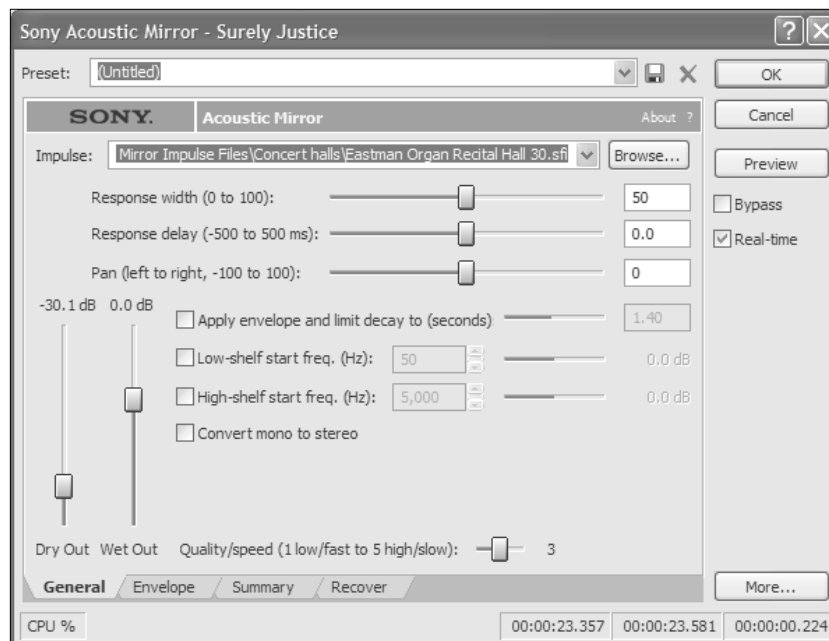 Sony Acoustic Mirror - Surely Justice
Preset: (Untitled)
OK
SONY. Acoustic Mirror About ?
Cancel
Impulse: Mirror Impulse Files\Concert halls\Eastman Organ Recital Hall 30.sfi Browse...
Preview
Response width (0 to 100): 50
Bypass
Response delay (-500 to 500 ms): 0.0
Real-time
Pan (left to right, -100 to 100): 0
-30.1 dB 0.0 dB
Apply envelope and limit decay to (seconds) 1.40
Low-shelf start freq. (Hz): 50 0.0 dB
High-shelf start freq. (Hz): 5,000 0.0 dB
Convert mono to stereo
Dry Out Wet Out Quality/speed (1 low/fast to 5 high/slow): 3
General Envelope Summary Recover
More...
CPU % 00:00:23.357 00:00:23.581 00:00:00.224